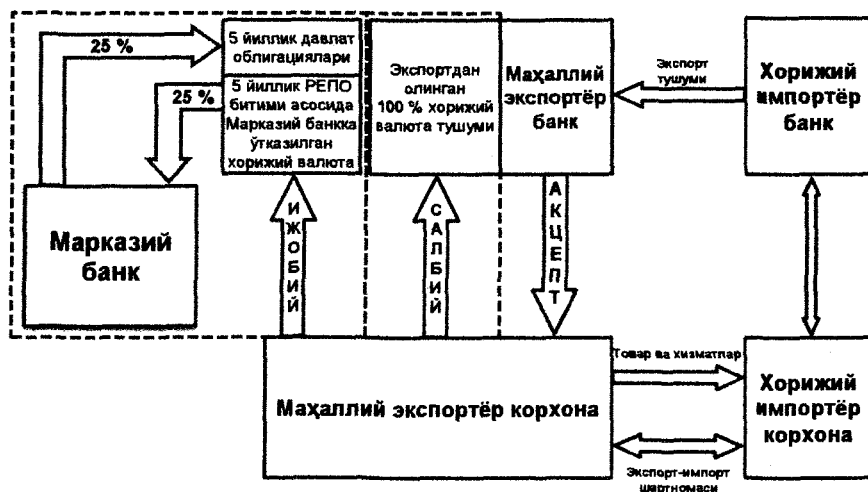 25 %
5 йиллик давлат
облигациялари
25 %
5 йиллик РЕПО
битими асосида
Марказий банкка
ўтказилган
хорижий валюта
Экспортдан
олинган
100 % хорижий
валюта тушуми
Маҳаллий
экспортёр
банк
Экспорт
тушуми
Хорижий
импортёр
банк
Марказий
банк
ИЖОБИЙ
САЛБИЙ
АКЦЕПТ
Маҳаллий экспортёр корхона
Товар ва хизматлар
Экспорт-импорт
шартномаси
Хорижий
импортёр
корхона